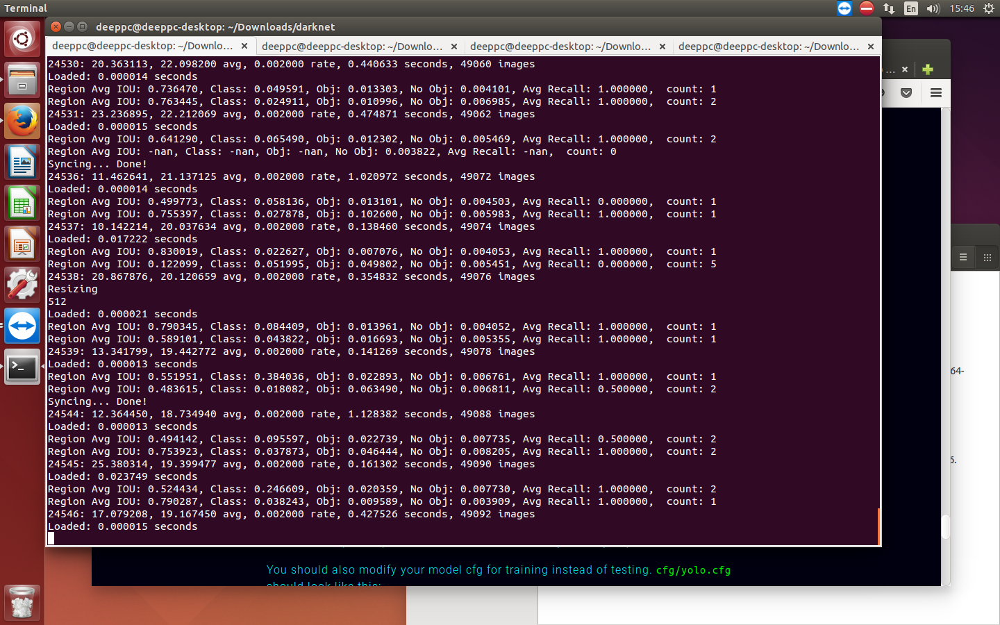 Terminal
En
15:46
deeppc@deeppc-desktop: ~/Downloads/darknet
deeppc@deeppc-desktop: ~/Downlo... × deeppc@deeppc-desktop: ~/Downlo... × deeppc@deeppc-desktop: ~/Downlo... × deeppc@deeppc-desktop: ~/Downlo... ×
24530: 20.363113, 22.098200 avg, 0.002000 rate, 0.440633 seconds, 49060 images
Loaded: 0.000014 seconds
Region Avg IOU: 0.736470, Class: 0.049591, Obj: 0.013303, No Obj: 0.004101, Avg Recall: 1.000000,  count: 1
Region Avg IOU: 0.763445, Class: 0.024911, Obj: 0.010996, No Obj: 0.006985, Avg Recall: 1.000000,  count: 2
24531: 23.236895, 22.212069 avg, 0.002000 rate, 0.474871 seconds, 49062 images
Loaded: 0.000015 seconds
Region Avg IOU: 0.641290, Class: 0.065490, Obj: 0.012302, No Obj: 0.005469, Avg Recall: 1.000000,  count: 2
Region Avg IOU: -nan, Class: -nan, Obj: -nan, No Obj: 0.003822, Avg Recall: -nan,  count: 0
Syncing... Done!
24536: 11.462641, 21.137125 avg, 0.002000 rate, 1.020972 seconds, 49072 images
Loaded: 0.000014 seconds
Region Avg IOU: 0.499773, Class: 0.058136, Obj: 0.013101, No Obj: 0.004503, Avg Recall: 0.000000,  count: 1
Region Avg IOU: 0.755397, Class: 0.027878, Obj: 0.102600, No Obj: 0.005983, Avg Recall: 1.000000,  count: 1
24537: 10.142214, 20.037634 avg, 0.002000 rate, 0.138460 seconds, 49074 images
Loaded: 0.017222 seconds
Region Avg IOU: 0.830019, Class: 0.022627, Obj: 0.007076, No Obj: 0.004053, Avg Recall: 1.000000,  count: 1
Region Avg IOU: 0.122099, Class: 0.051995, Obj: 0.049802, No Obj: 0.005451, Avg Recall: 0.000000,  count: 5
24538: 20.867876, 20.120659 avg, 0.002000 rate, 0.354832 seconds, 49076 images
Resizing
512
Loaded: 0.000021 seconds
Region Avg IOU: 0.790345, Class: 0.084409, Obj: 0.013961, No Obj: 0.004052, Avg Recall: 1.000000,  count: 1
Region Avg IOU: 0.589101, Class: 0.043822, Obj: 0.016693, No Obj: 0.005355, Avg Recall: 1.000000,  count: 1
24539: 13.341799, 19.442772 avg, 0.002000 rate, 0.141269 seconds, 49078 images
Loaded: 0.000013 seconds
Region Avg IOU: 0.551951, Class: 0.384036, Obj: 0.022893, No Obj: 0.006761, Avg Recall: 1.000000,  count: 1
Region Avg IOU: 0.483615, Class: 0.018082, Obj: 0.063490, No Obj: 0.006811, Avg Recall: 0.500000,  count: 2
Syncing... Done!
24544: 12.364450, 18.734940 avg, 0.002000 rate, 1.128382 seconds, 49088 images
Loaded: 0.000013 seconds
Region Avg IOU: 0.494142, Class: 0.095597, Obj: 0.022739, No Obj: 0.007735, Avg Recall: 0.500000,  count: 2
Region Avg IOU: 0.753923, Class: 0.037873, Obj: 0.046444, No Obj: 0.008205, Avg Recall: 1.000000,  count: 2
24545: 25.380314, 19.399477 avg, 0.002000 rate, 0.161302 seconds, 49090 images
Loaded: 0.023749 seconds
Region Avg IOU: 0.524434, Class: 0.246609, Obj: 0.020359, No Obj: 0.007730, Avg Recall: 1.000000,  count: 2
Region Avg IOU: 0.790287, Class: 0.038243, Obj: 0.009589, No Obj: 0.003909, Avg Recall: 1.000000,  count: 1
24546: 17.079208, 19.167450 avg, 0.002000 rate, 0.427526 seconds, 49092 images
Loaded: 0.000015 seconds
64-
6.
You should also modify your model cfg for training instead of testing. cfg/yolo.cfg
should look like this: